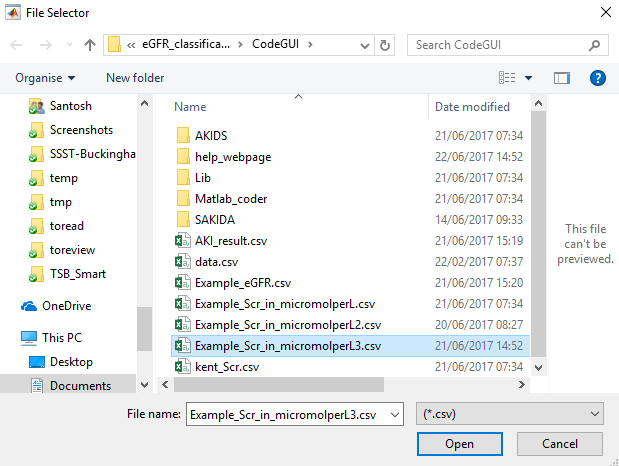 File Selector
« eGFR_classifica... > CodeGUI >
Search CodeGUI
Organise New folder
Santosh
Screenshots
SSST-Buckingha
temp
tmp
toread
toreview
TSB_Smart
OneDrive
This PC
Desktop
Documents
Name Date modified
AKIDS 21/06/2017 07:34
help_webpage 22/06/2017 14:52
Lib 21/06/2017 07:34
Matlab_coder 21/06/2017 07:34
SAKIDA 14/06/2017 09:33
AKI_result.csv 21/06/2017 15:19
data.csv 22/02/2017 07:37
Example_eGFR.csv 21/06/2017 15:20
Example_Scr_in_micromolperL.csv 21/06/2017 07:34
Example_Scr_in_micromolperL2.csv 20/06/2017 08:27
Example_Scr_in_micromolperL3.csv 21/06/2017 14:52
kent_Scr.csv 21/06/2017 07:34
This file
can't be
previewed.
File name: Example_Scr_in_micromolperL3.csv (*.csv)
Open Cancel